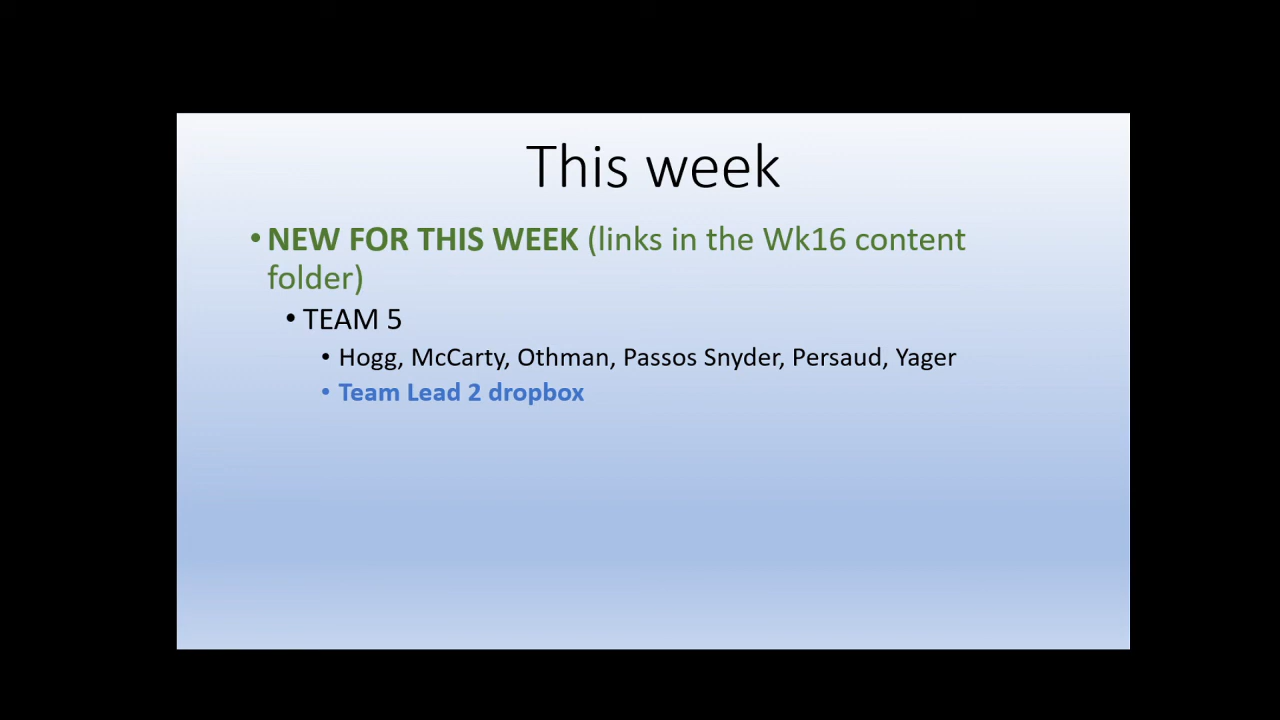 This week
•NEW FOR THIS WEEK (links in the Wk16 content
folder)
• TEAM 5
• Hogg, McCarty, Othman, Passos Snyder, Persaud, Yager
• Team Lead 2 dropbox